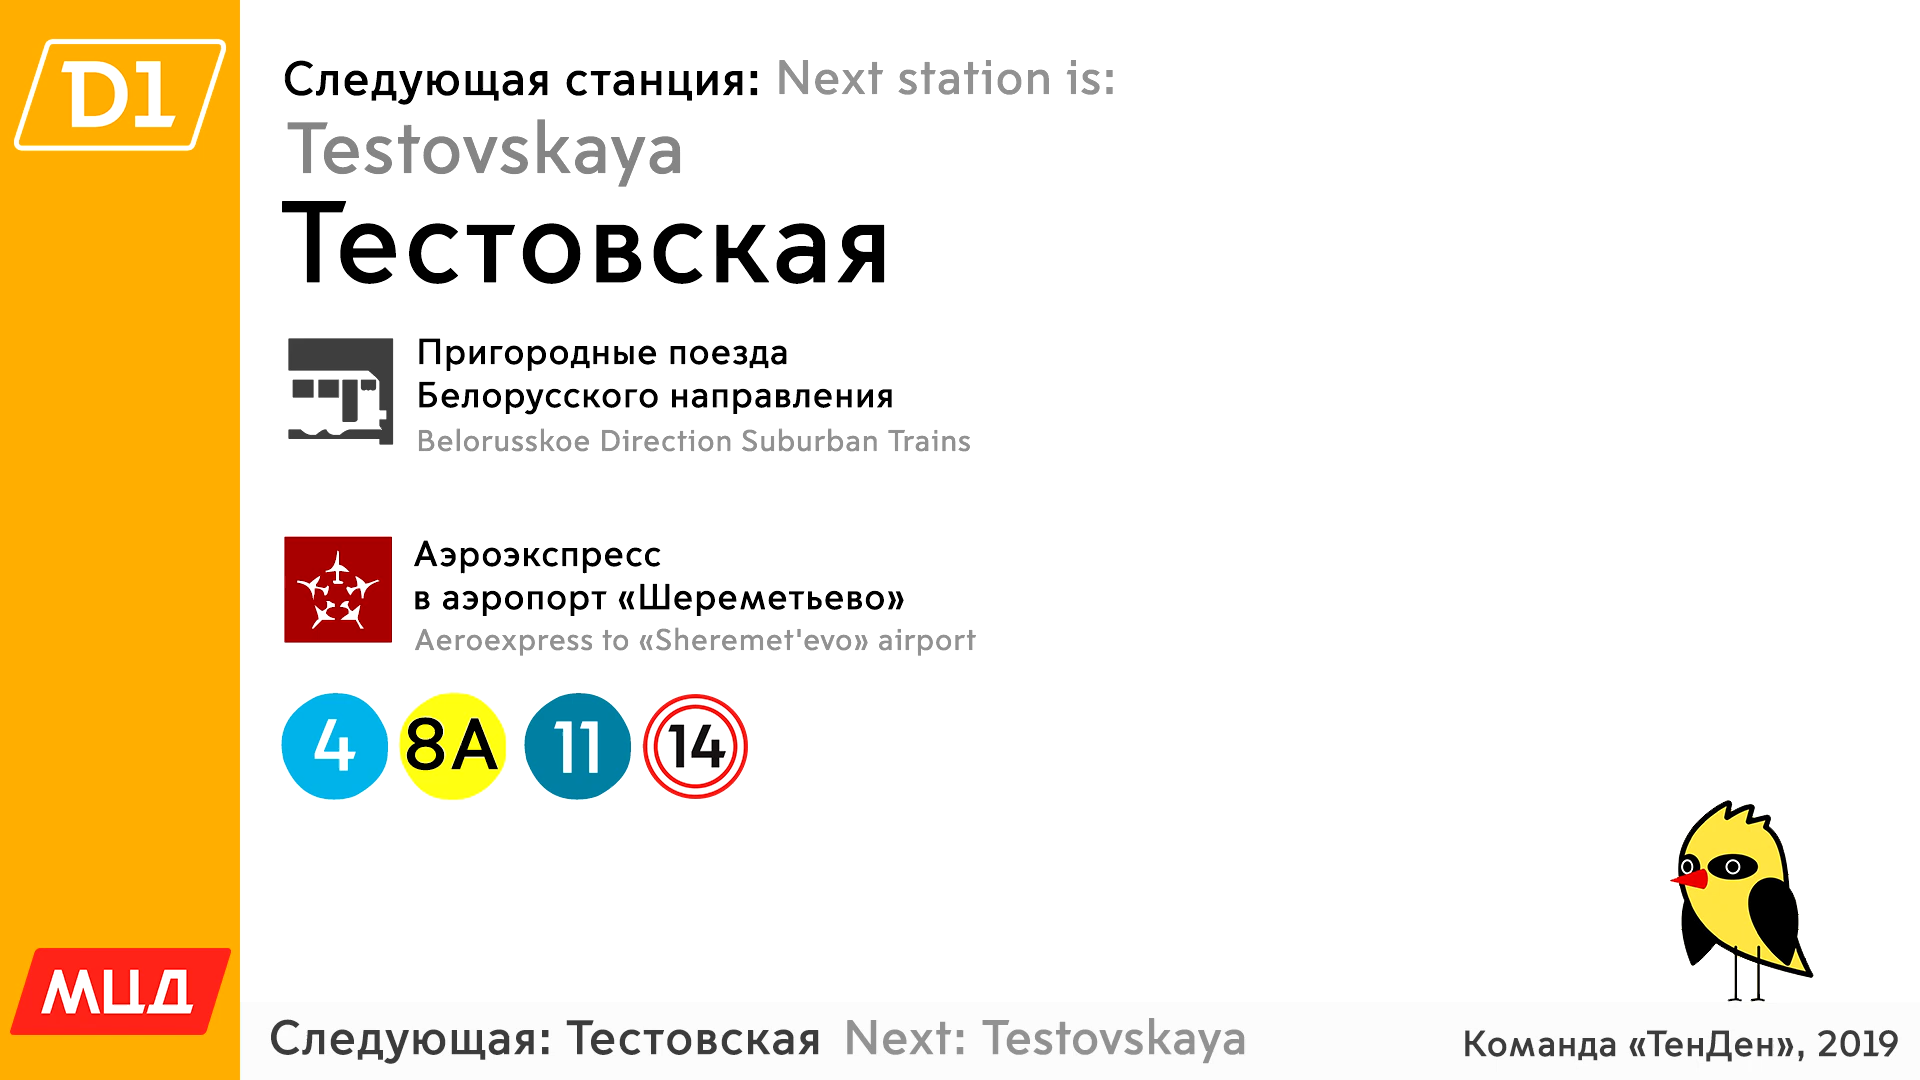 D1
Следующая станция: Next station is:
Testovskaya
Тестовская
Пригородные поезда
Белорусского направления
Belorusskoe Direction Suburban Trains
Аэроэкспресс
в аэропорт «Шереметьево»
Aeroexpress to «Sheremet'evo» airport
4 8А 11 14
МЦД
Следующая: Тестовская Next: Testovskaya
Команда «ТенДен», 2019